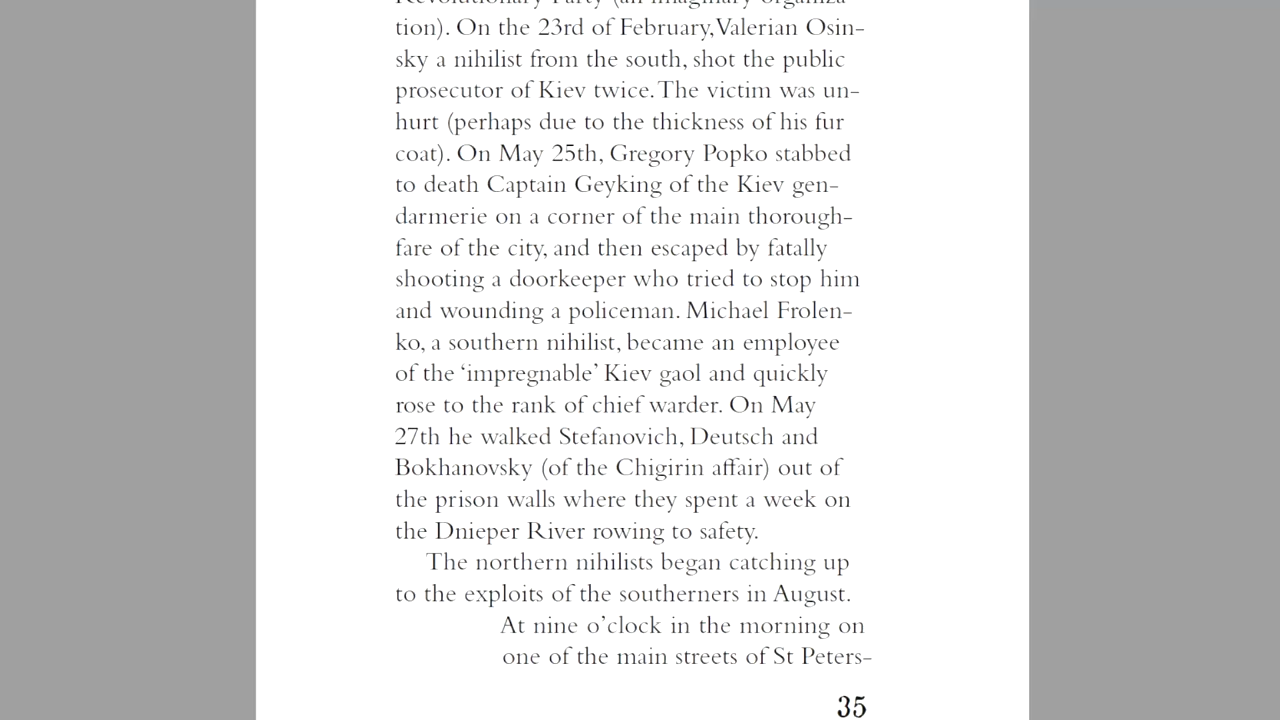 Revolutionary Party (an imaginary organiza-
tion). On the 23rd of February,Valerian Osin-
sky a nihilist from the south, shot the public
prosecutor of Kiev twice. The victim was un-
hurt (perhaps due to the thickness of his fur
coat). On May 25th, Gregory Popko stabbed
to death Captain Geyking of the Kiev gen-
darmerie on a corner of the main thorough-
fare of the city, and then escaped by fatally
shooting a doorkeeper who tried to stop him
and wounding a policeman. Michael Frolen-
ko, a southern nihilist, became an employee
of the ‘impregnable’ Kiev gaol and quickly
rose to the rank of chief warder. On May
27th he walked Stefanovich, Deutsch and
Bokhanovsky (of the Chigirin affair) out of
the prison walls where they spent a week on
the Dnieper River rowing to safety.
The northern nihilists began catching up
to the exploits of the southerners in August.
At nine o’clock in the morning on
one of the main streets of St Peters-
35